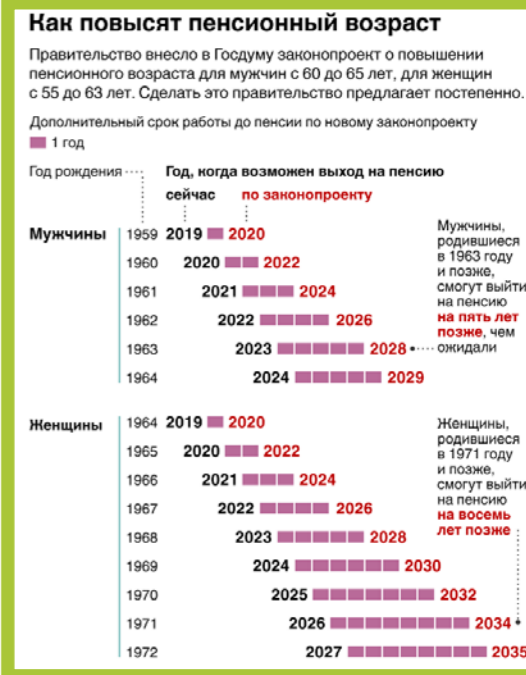 Как повысят пенсионный возраст
Правительство внесло в Госдуму законопроект о повышении
пенсионного возраста для мужчин с 60 до 65 лет, для женщин
с 55 до 63 лет. Сделать это правительство предлагает постепенно.
Дополнительный срок работы до пенсии по новому законопроекту
1 год
Год рождения
Год, когда возможен выход на пенсию
сейчас по законопроекту
Мужчины 1959 2019 2020
1960 2020 2022
1961 2021 2024
1962 2022 2026
1963 2023 2028
1964 2024 2029
Мужчины,
родившиеся
в 1963 году
и позже,
смогут выйти
на пенсию
на пять лет
позже, чем
ожидали
Женщины 1964 2019 2020
1965 2020 2022
1966 2021 2024
1967 2022 2026
1968 2023 2028
1969 2024 2030
1970 2025 2032
1971 2026 2034
1972 2027 2035
Женщины,
родившиеся
в 1971 году
и позже,
смогут выйти
на пенсию
на восемь
лет позже